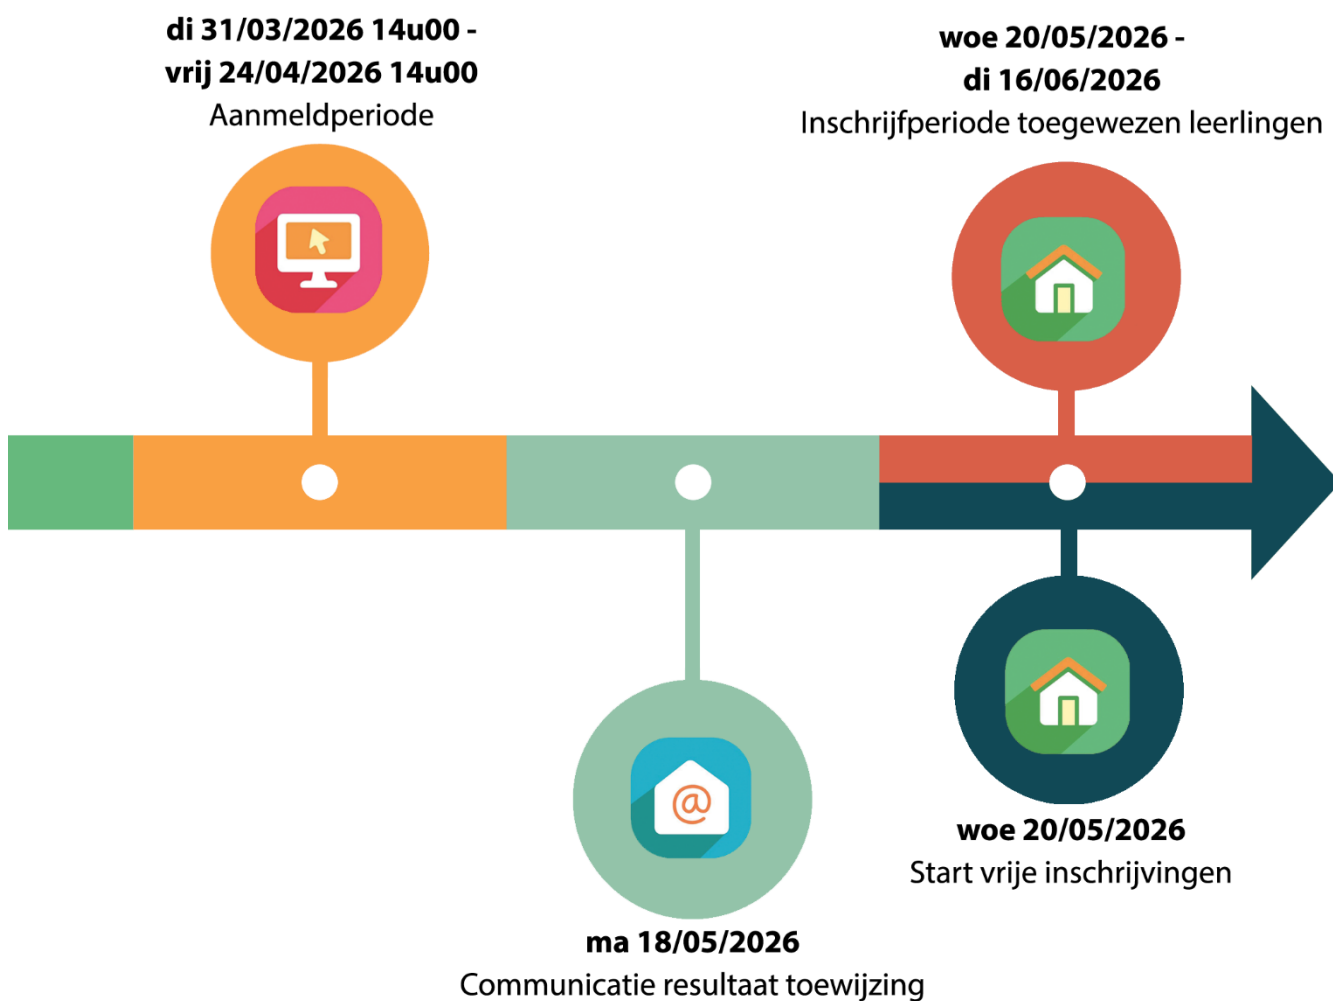 di 31/03/2026 14u00 -
vrij 24/04/2026 14u00
Aanmeldperiode
woe 20/05/2026 -
di 16/06/2026
Inschrijfperiode toegewezen leerlingen
@
woe 20/05/2026
Start vrije inschrijvingen
ma 18/05/2026
Communicatie resultaat toewijzing